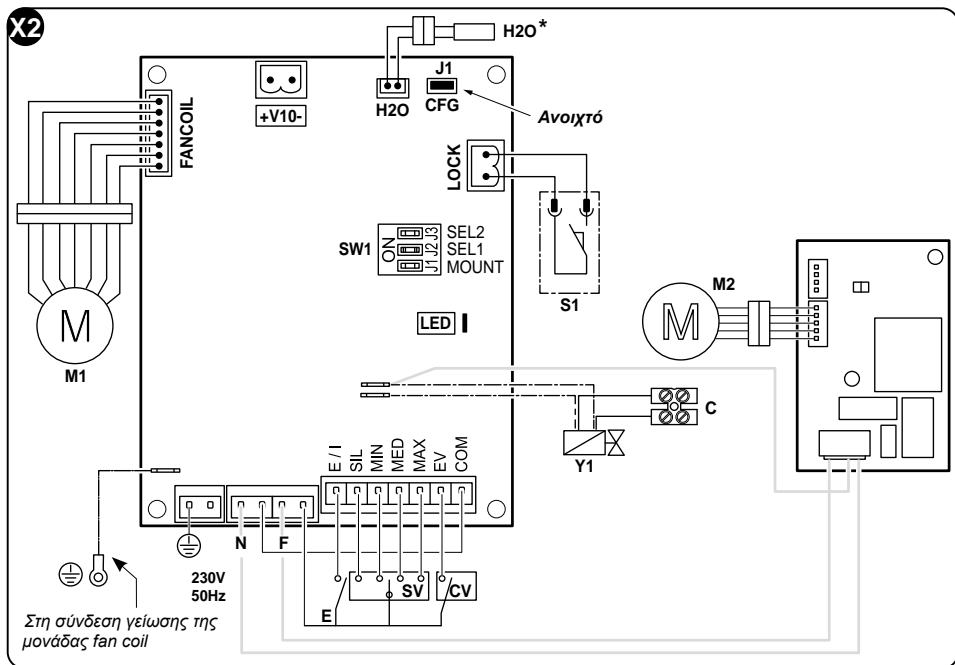 X2
H2O*
J1
H2O
CFG
Ανοιχτό
+V10-
FANCOIL
LOCK
SW1
ON
J1 J2 J3
SEL2
SEL1
MOUNT
S1
M
M1
M
M2
LED
C
Y1
E / I
SIL
MIN
MED
MAX
EV
COM
N
F
230V
50Hz
E
SV
CV
Στη σύνδεση γείωσης της
μονάδας fan coil